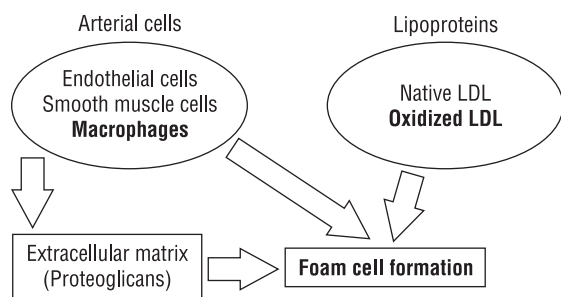 Arterial cells
Endothelial cells
Smooth muscle cells
Macrophages
Lipoproteins
Native LDL
Oxidized LDL
Extracellular matrix
(Proteoglicans)
Foam cell formation